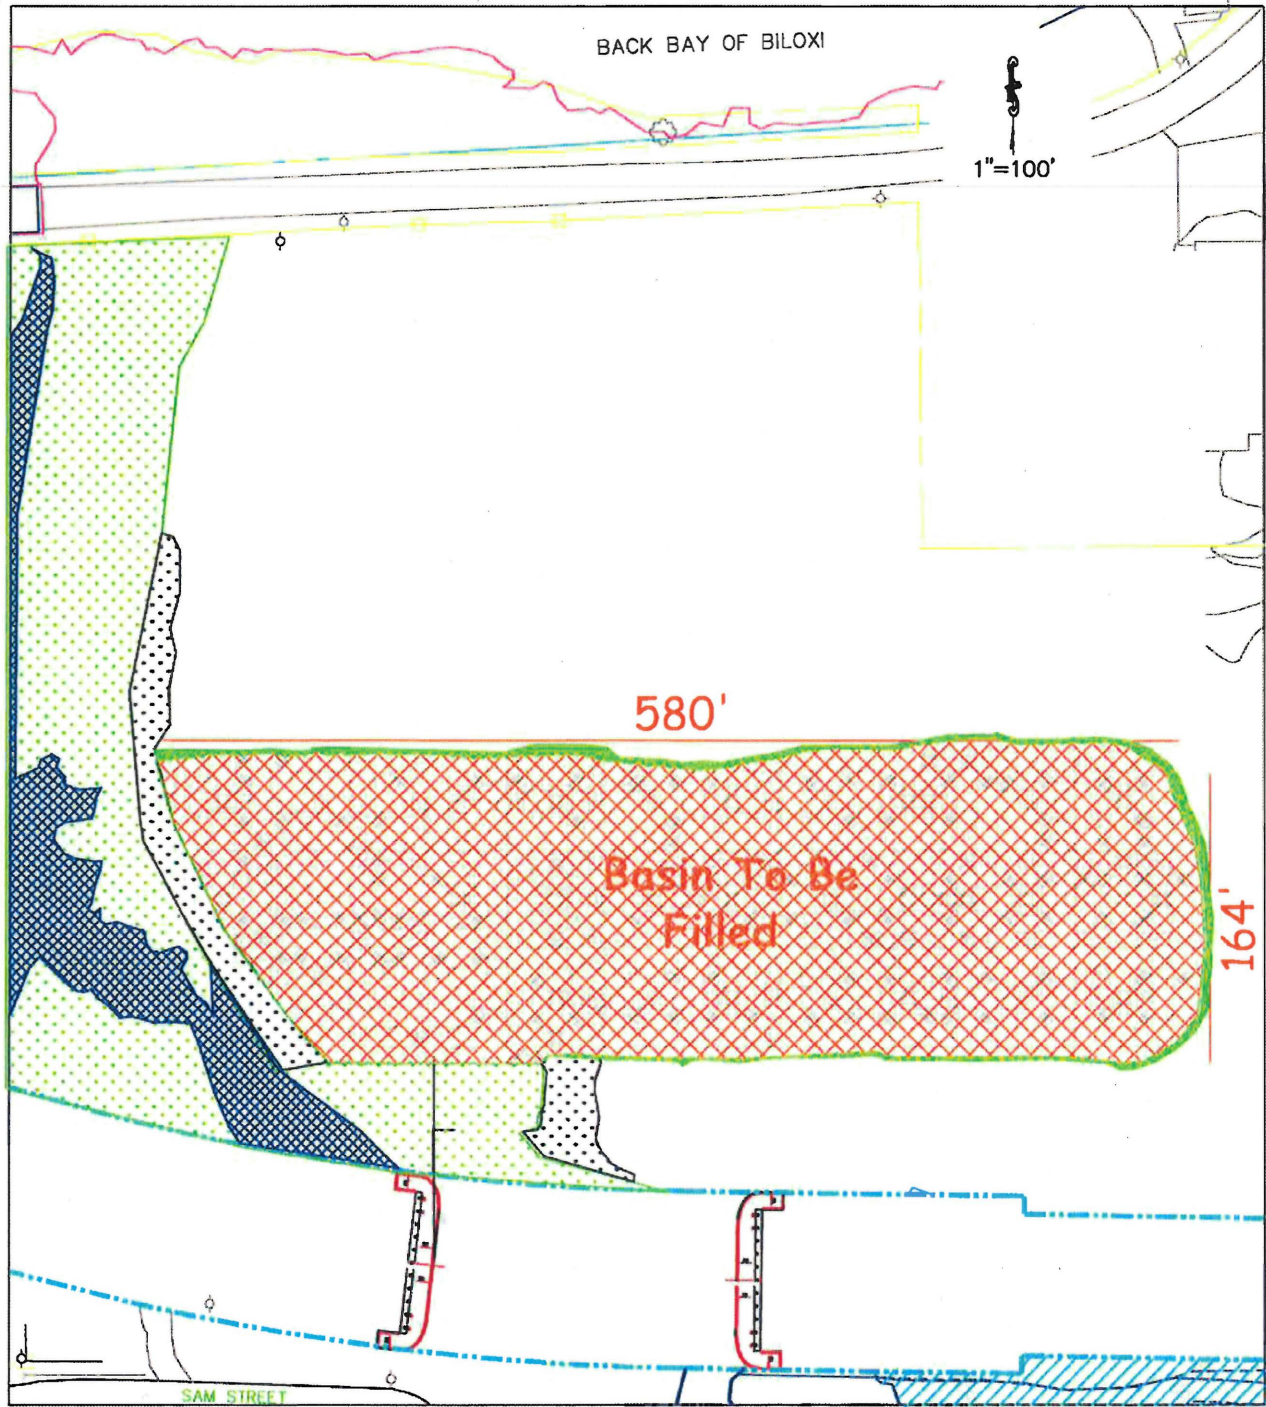 BACK BAY OF BILOXI
1"=100'
580'
Basin To Be
Filled
164'
SAM STREET